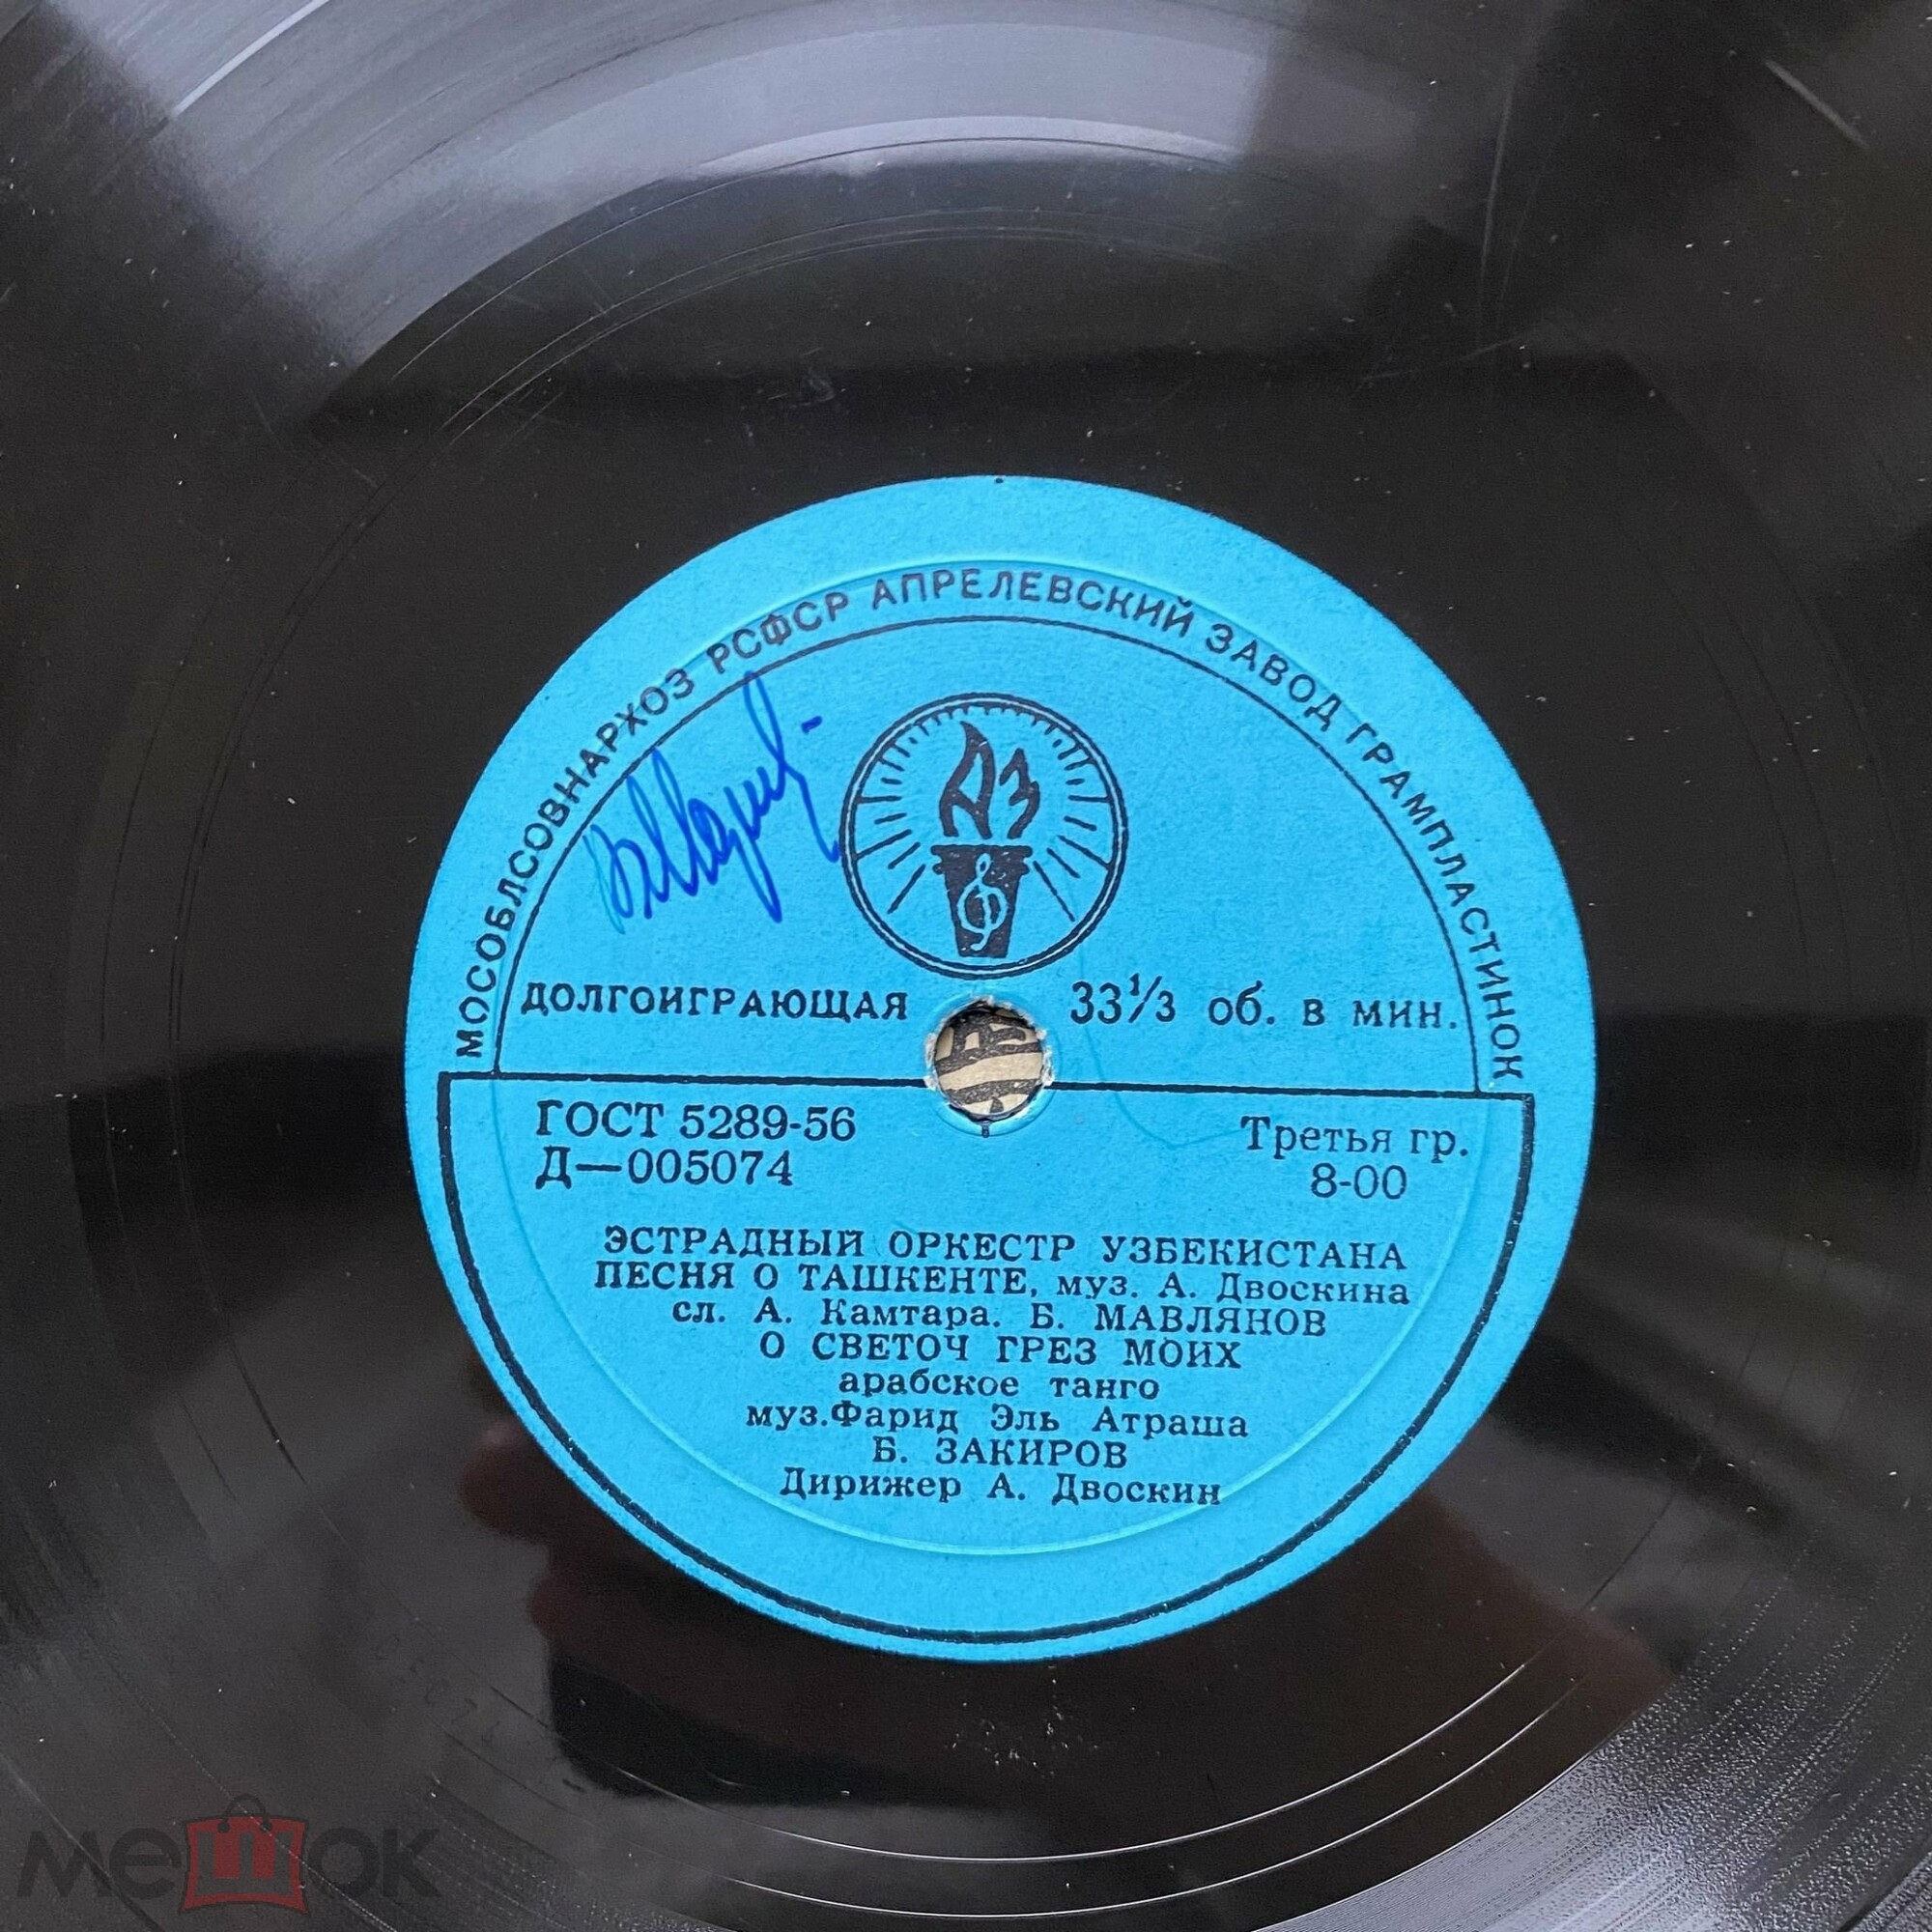 МОСОБЛСОВНАРХОЗ РСФСР АПРЕЛЕВСКИЙ ЗАВОД ГРАМПЛАСТИНОК
АЗ
ДОЛГОИГРАЮЩАЯ 33⅓ об. в мин.
ГОСТ 5289-56 Третья гр.
Д—005074 8-00
ЭСТРАДНЫЙ ОРКЕСТР УЗБЕКИСТАНА
ПЕСНЯ О ТАШКЕНТЕ, муз. А. Двоскина
сл. А. Камтара. Б. МАВЛЯНОВ
О СВЕТОЧ ГРЕЗ МОИХ
арабское танго
муз.Фарид Эль Атраша
Б. ЗАКИРОВ
Дирижер А. Двоскин
мешок